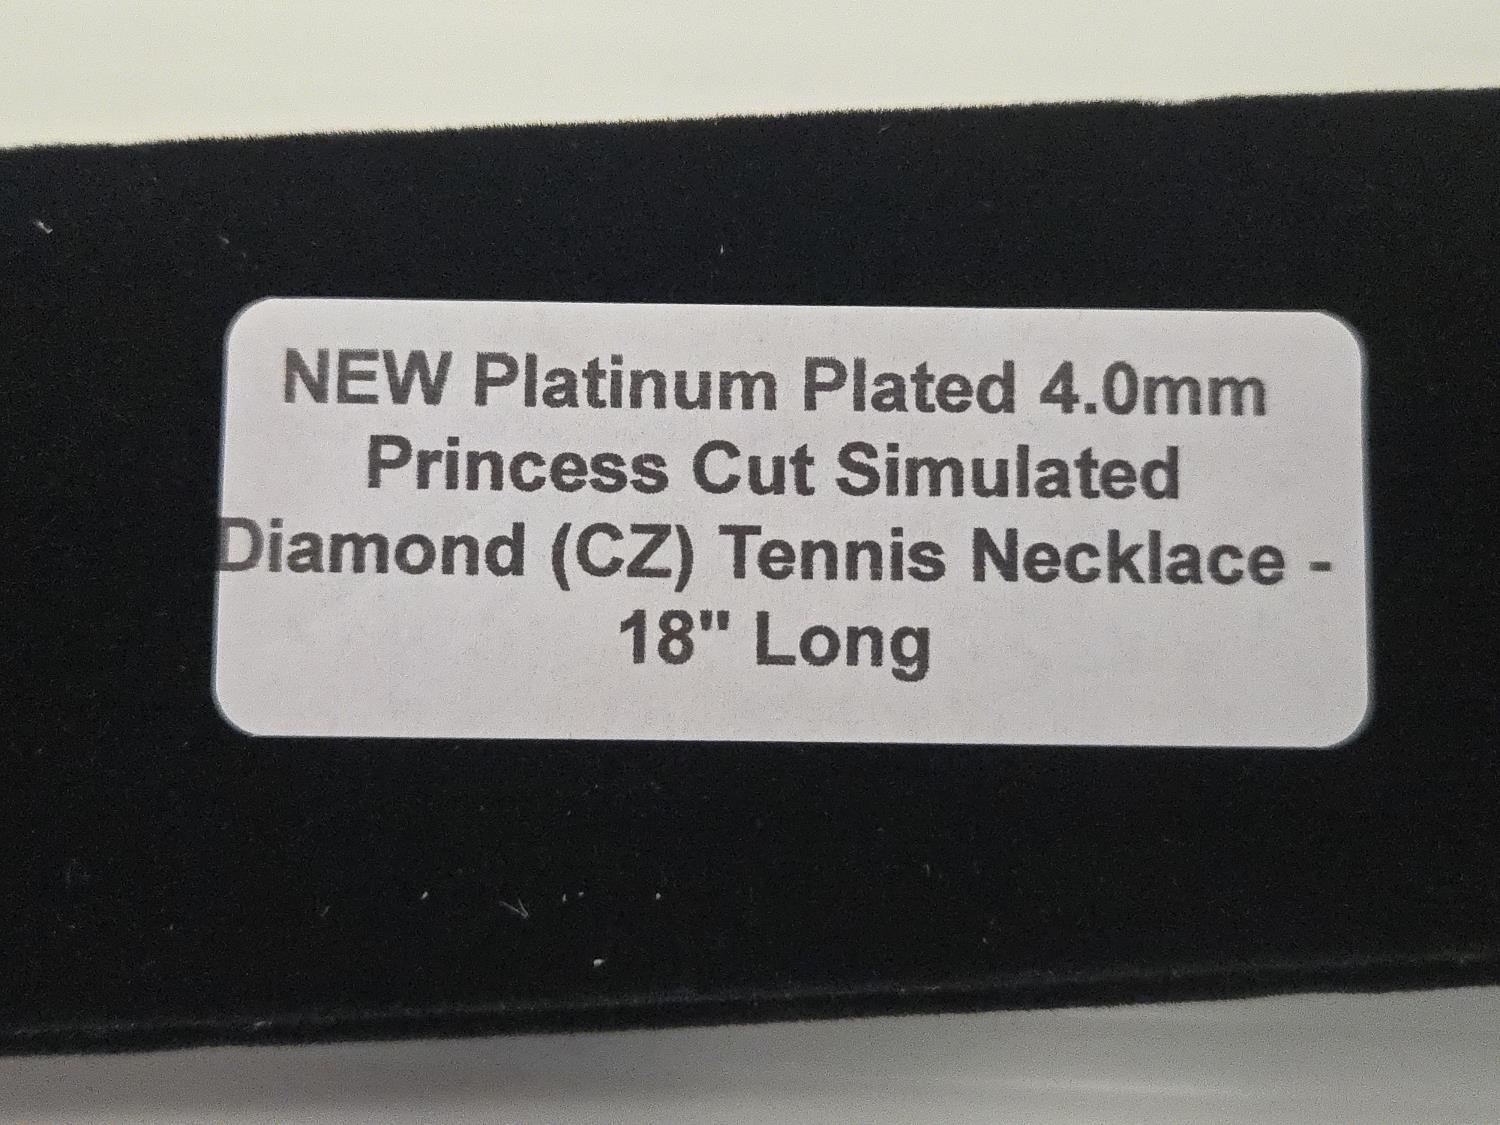 NEW Platinum Plated 4.0mm
Princess Cut Simulated
Diamond (CZ) Tennis Necklace -
18" Long